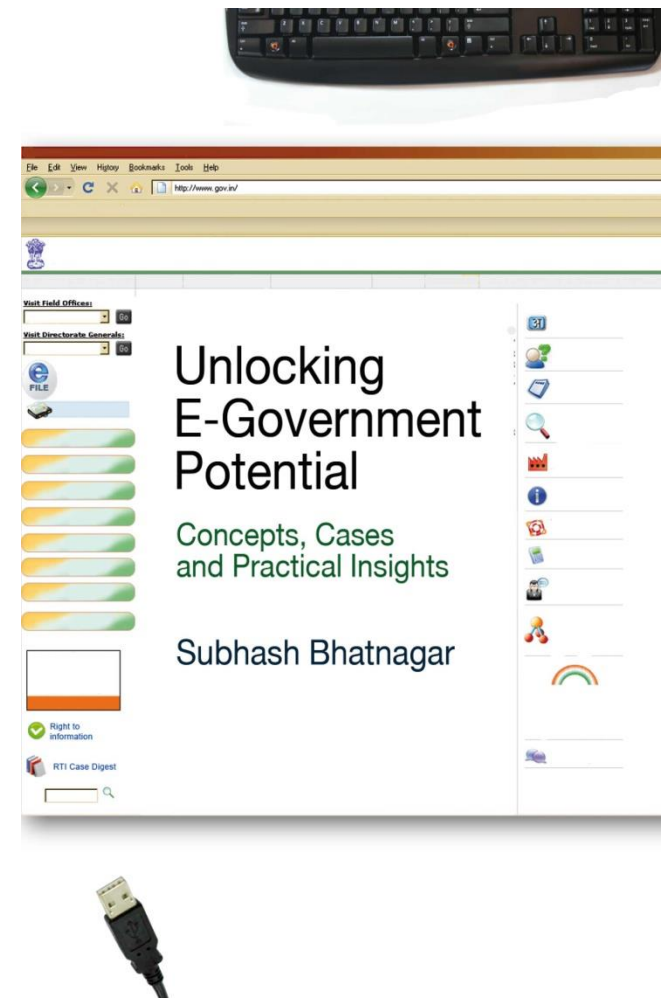 File Edit View History Bookmarks Tools Help
http://www.gov.in/
Visit Field Offices:
Go
Visit Directorate Generals:
Go
e
FILE
Unlocking
E-Government
Potential
Concepts, Cases
and Practical Insights
Subhash Bhatnagar
Right to
information
RTI Case Digest
31